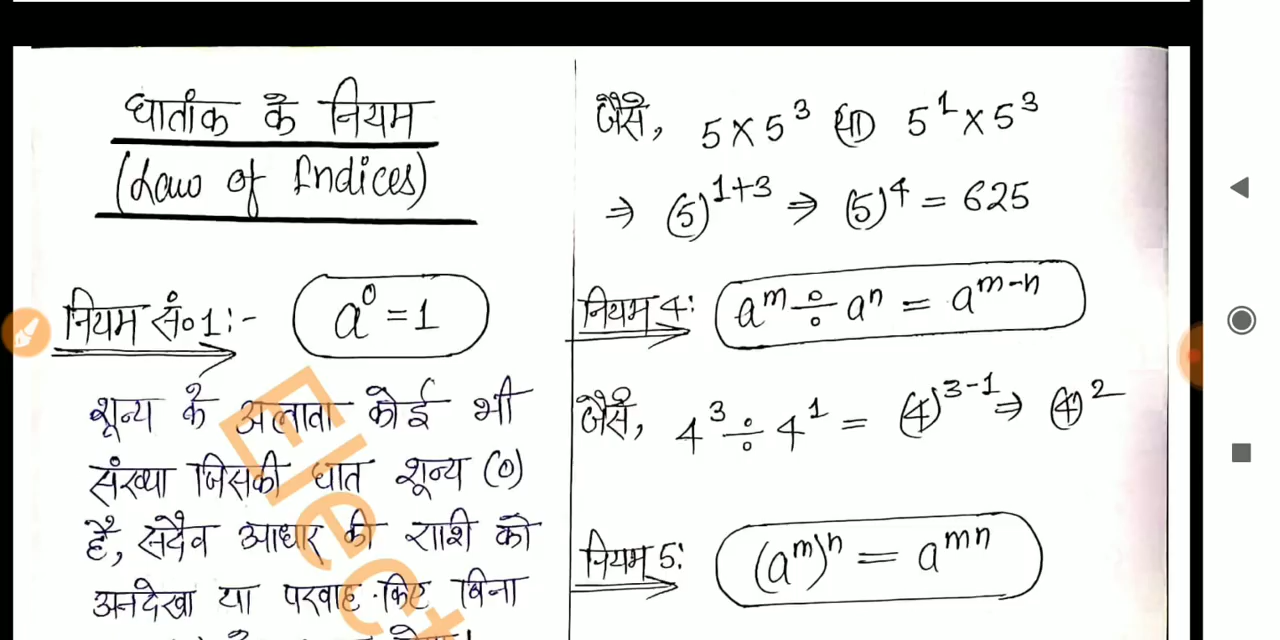 घातांक के नियम
(Law of Indices)
नियम सं० 1:- a⁰ = 1
शून्य के अलावा कोई भी
संख्या जिसकी घात शून्य (0)
है, सदैव आधार की राशि को
अनदेखा या परवाह किए बिना
जैसे, 5 × 5³ या 5¹ × 5³
⇒ (5)¹⁺³ ⇒ (5)⁴ = 625
नियम 4: aᵐ ÷ aⁿ = aᵐ⁻ⁿ
जैसे, 4³ ÷ 4¹ = (4)³⁻¹ ⇒ (4)²
नियम 5: (aᵐ)ⁿ = aᵐⁿ
Elect